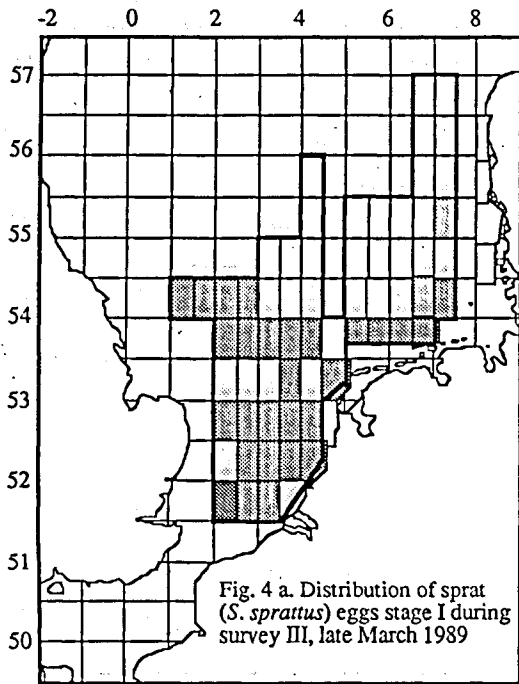 -2 0 2 4 6 8
57
56
55
54
53
52
51
50
Fig. 4 a. Distribution of sprat
(S. sprattus) eggs stage I during
survey III, late March 1989